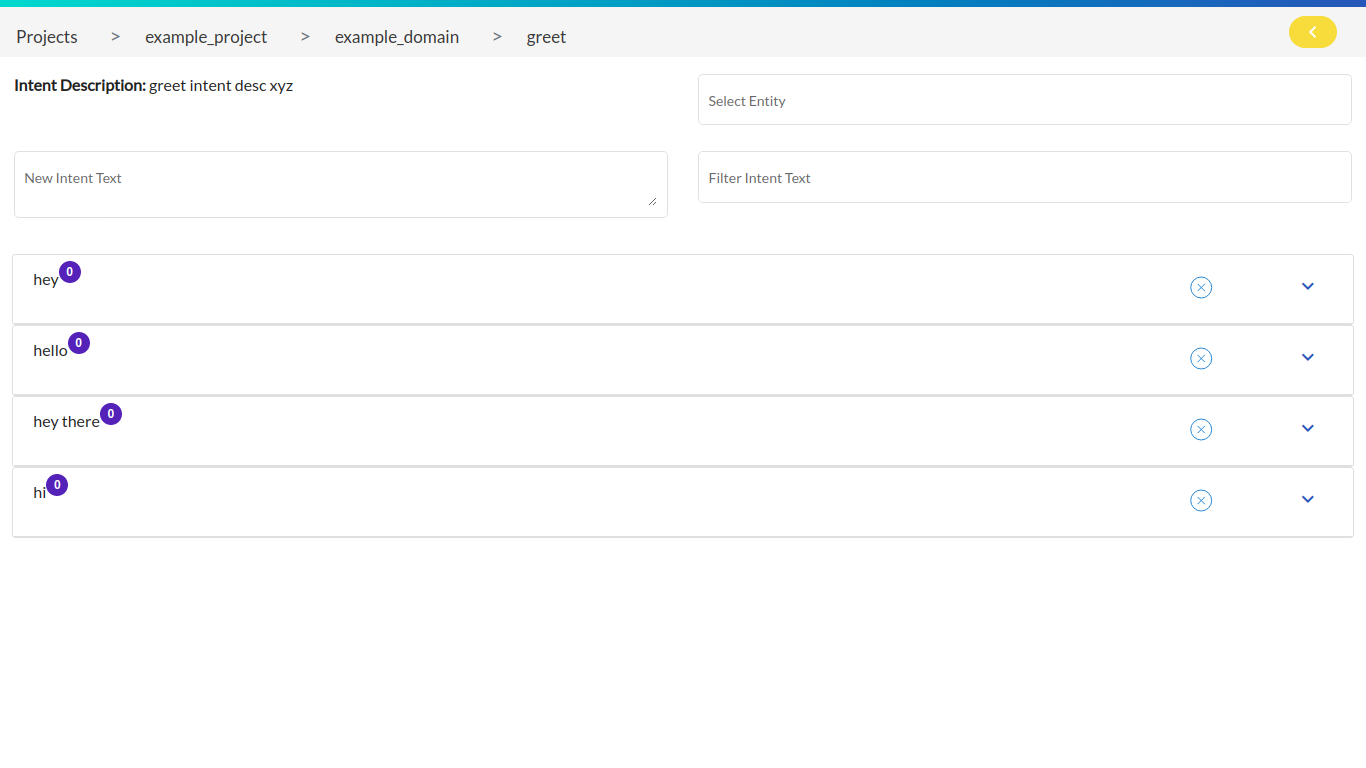 Projects > example_project > example_domain > greet
Intent Description: greet intent desc xyz
Select Entity
New Intent Text
Filter Intent Text
hey 0
hello 0
hey there 0
hi 0